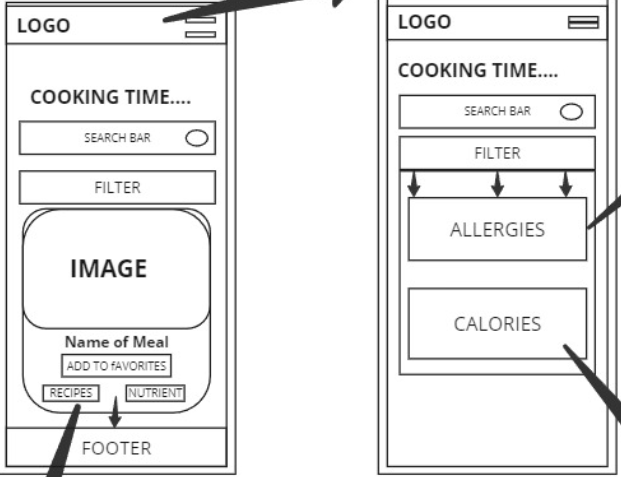 LOGO
COOKING TIME....
SEARCH BAR
FILTER
IMAGE
Name of Meal
ADD TO fAVORITES
RECIPES
NUTRIENT
FOOTER
LOGO
COOKING TIME....
SEARCH BAR
FILTER
ALLERGIES
CALORIES